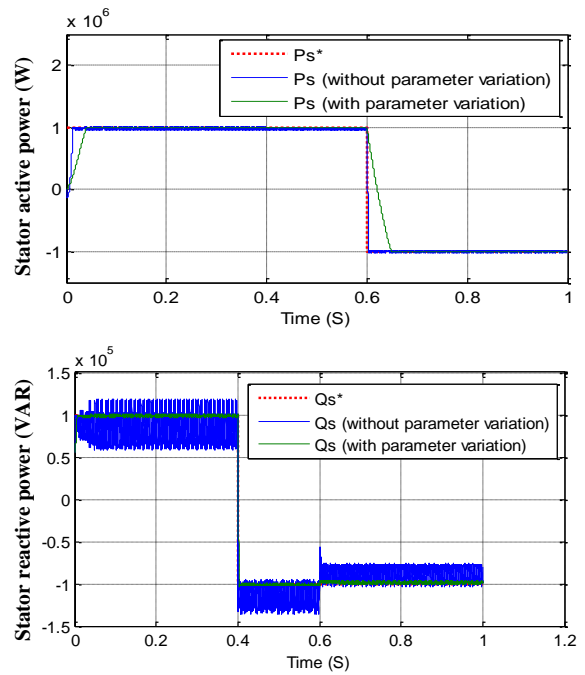 x 10^6
2
1
0
-1
Stator active power (W)
Ps*
Ps (without parameter variation)
Ps (with parameter variation)
0 0.2 0.4 0.6 0.8 1
Time (S)
x 10^5
1.5
1
0.5
0
-0.5
-1
-1.5
Stator reactive power (VAR)
Qs*
Qs (without parameter variation)
Qs (with parameter variation)
0 0.2 0.4 0.6 0.8 1 1.2
Time (S)